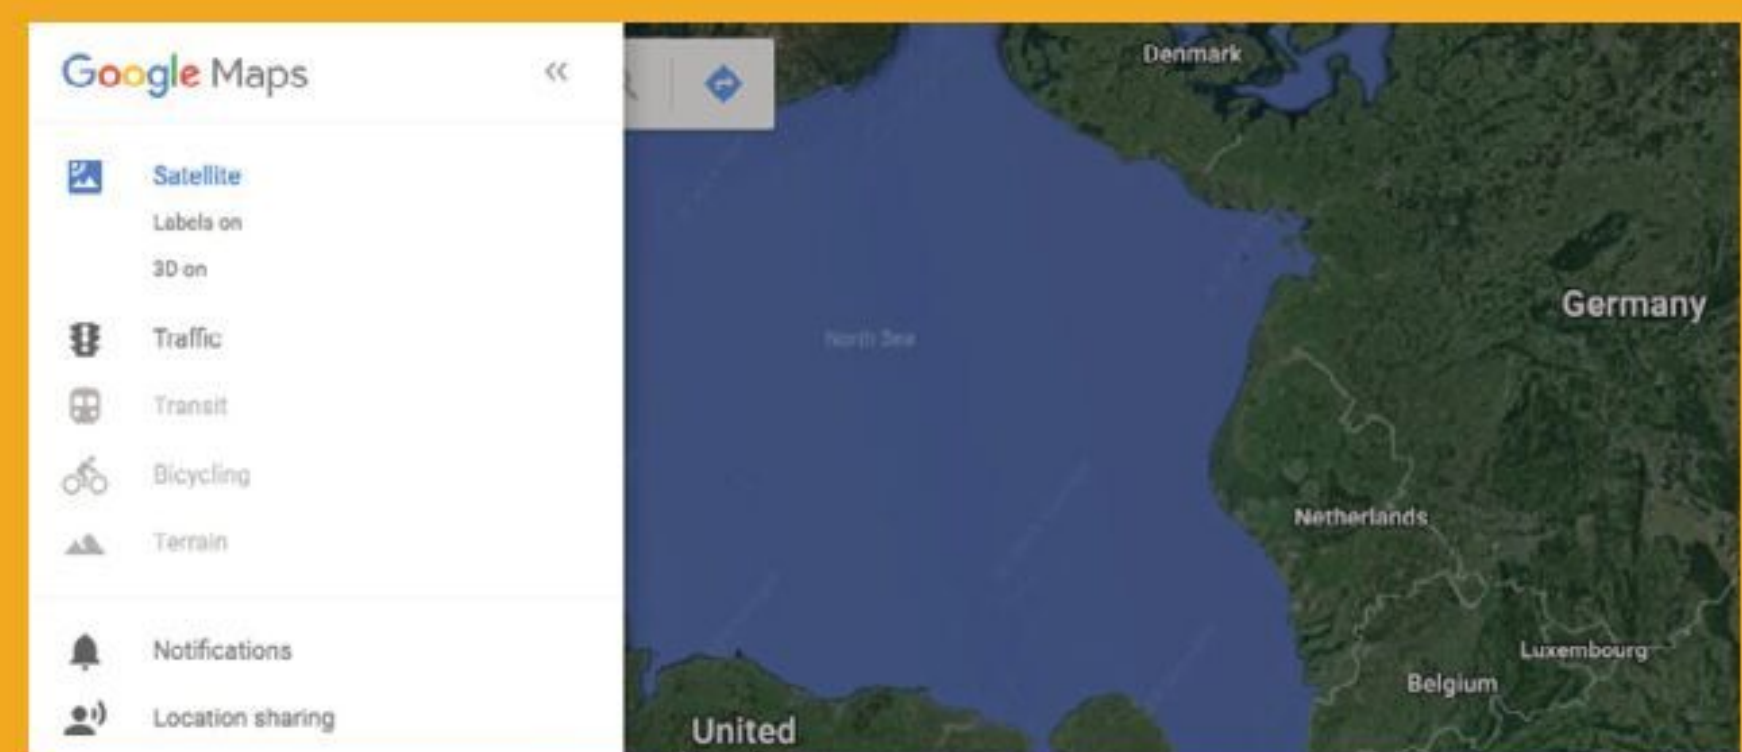 Google Maps
Satellite
Labels on
3D on
Traffic
Transit
Bicycling
Terrain
Notifications
Location sharing
Denmark
Germany
North Sea
Netherlands
Luxembourg
Belgium
United